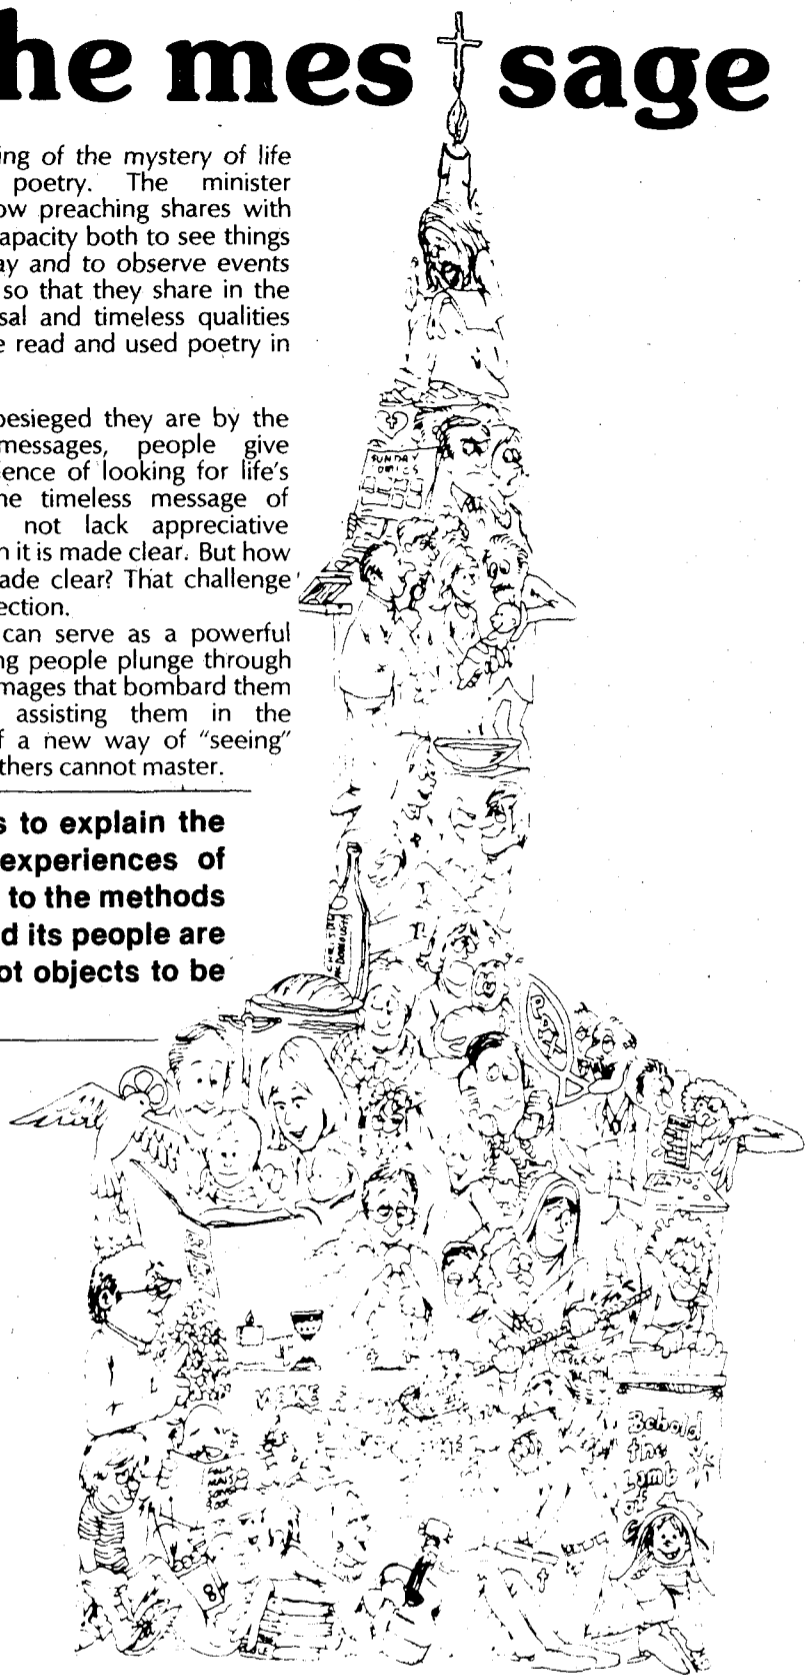 he mes sage
ing of the mystery of life
poetry. The minister
ow preaching shares with
apacity both to see things
ay and to observe events
so that they share in the
sal and timeless qualities
e read and used poetry in
besieged they are by the
messages, people give
ence of looking for life's
he timeless message of
not lack appreciative
n it is made clear. But how
ade clear? That challenge
ection.
can serve as a powerful
ng people plunge through
mages that bombard them
assisting them in the
f a new way of “seeing”
thers cannot master.
s to explain the
experiences of
to the methods
d its people are
ot objects to be
SUNDAY
COMICS
Behold
the
Lamb
of
8